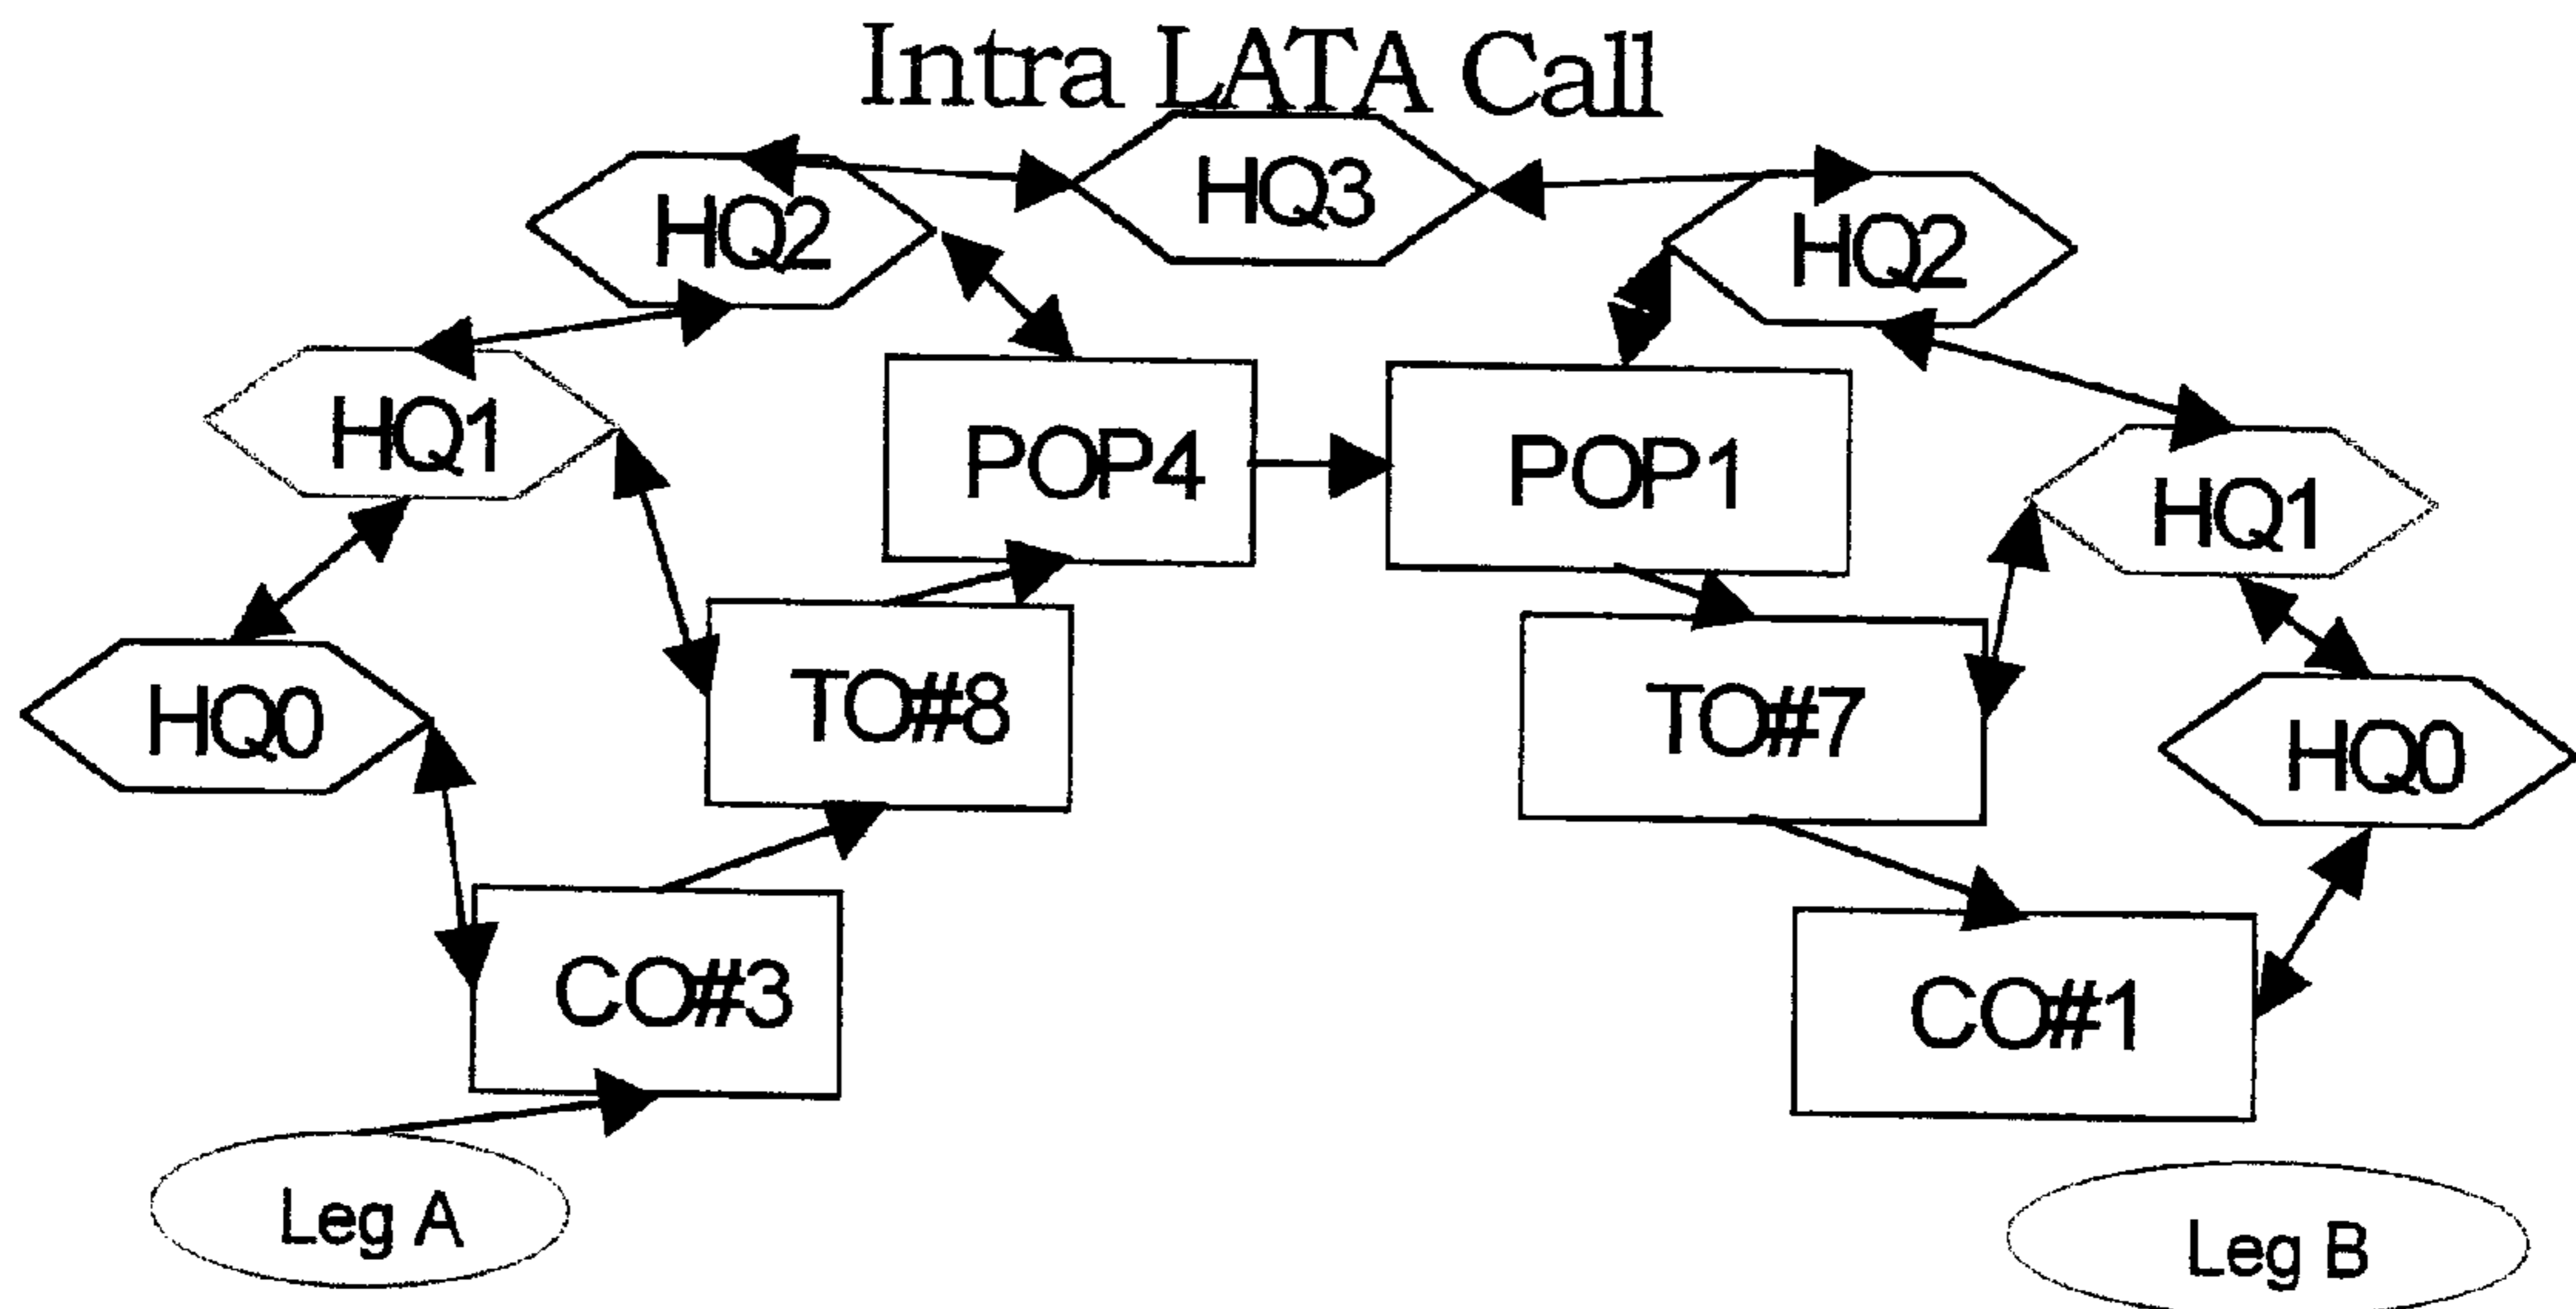 Intra LATA Call
HQ3
HQ2
HQ2
HQ1
POP4
POP1
HQ1
HQ0
TO#8
TO#7
HQ0
CO#3
CO#1
Leg A
Leg B